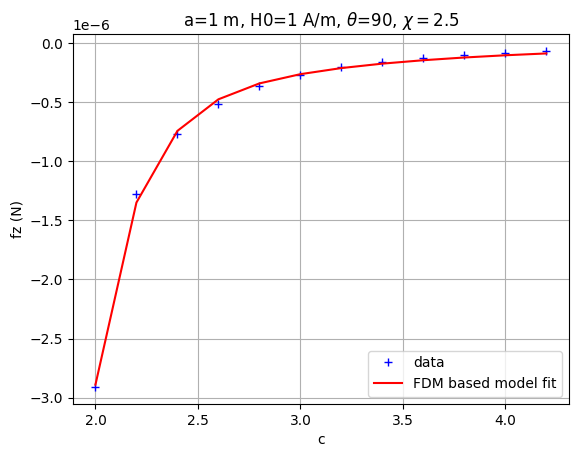 a=1 m, H0=1 A/m, θ=90, χ = 2.5
1e−6
0.0
−0.5
−1.0
−1.5
−2.0
−2.5
−3.0
fz (N)
data
FDM based model fit
2.0 2.5 3.0 3.5 4.0
c